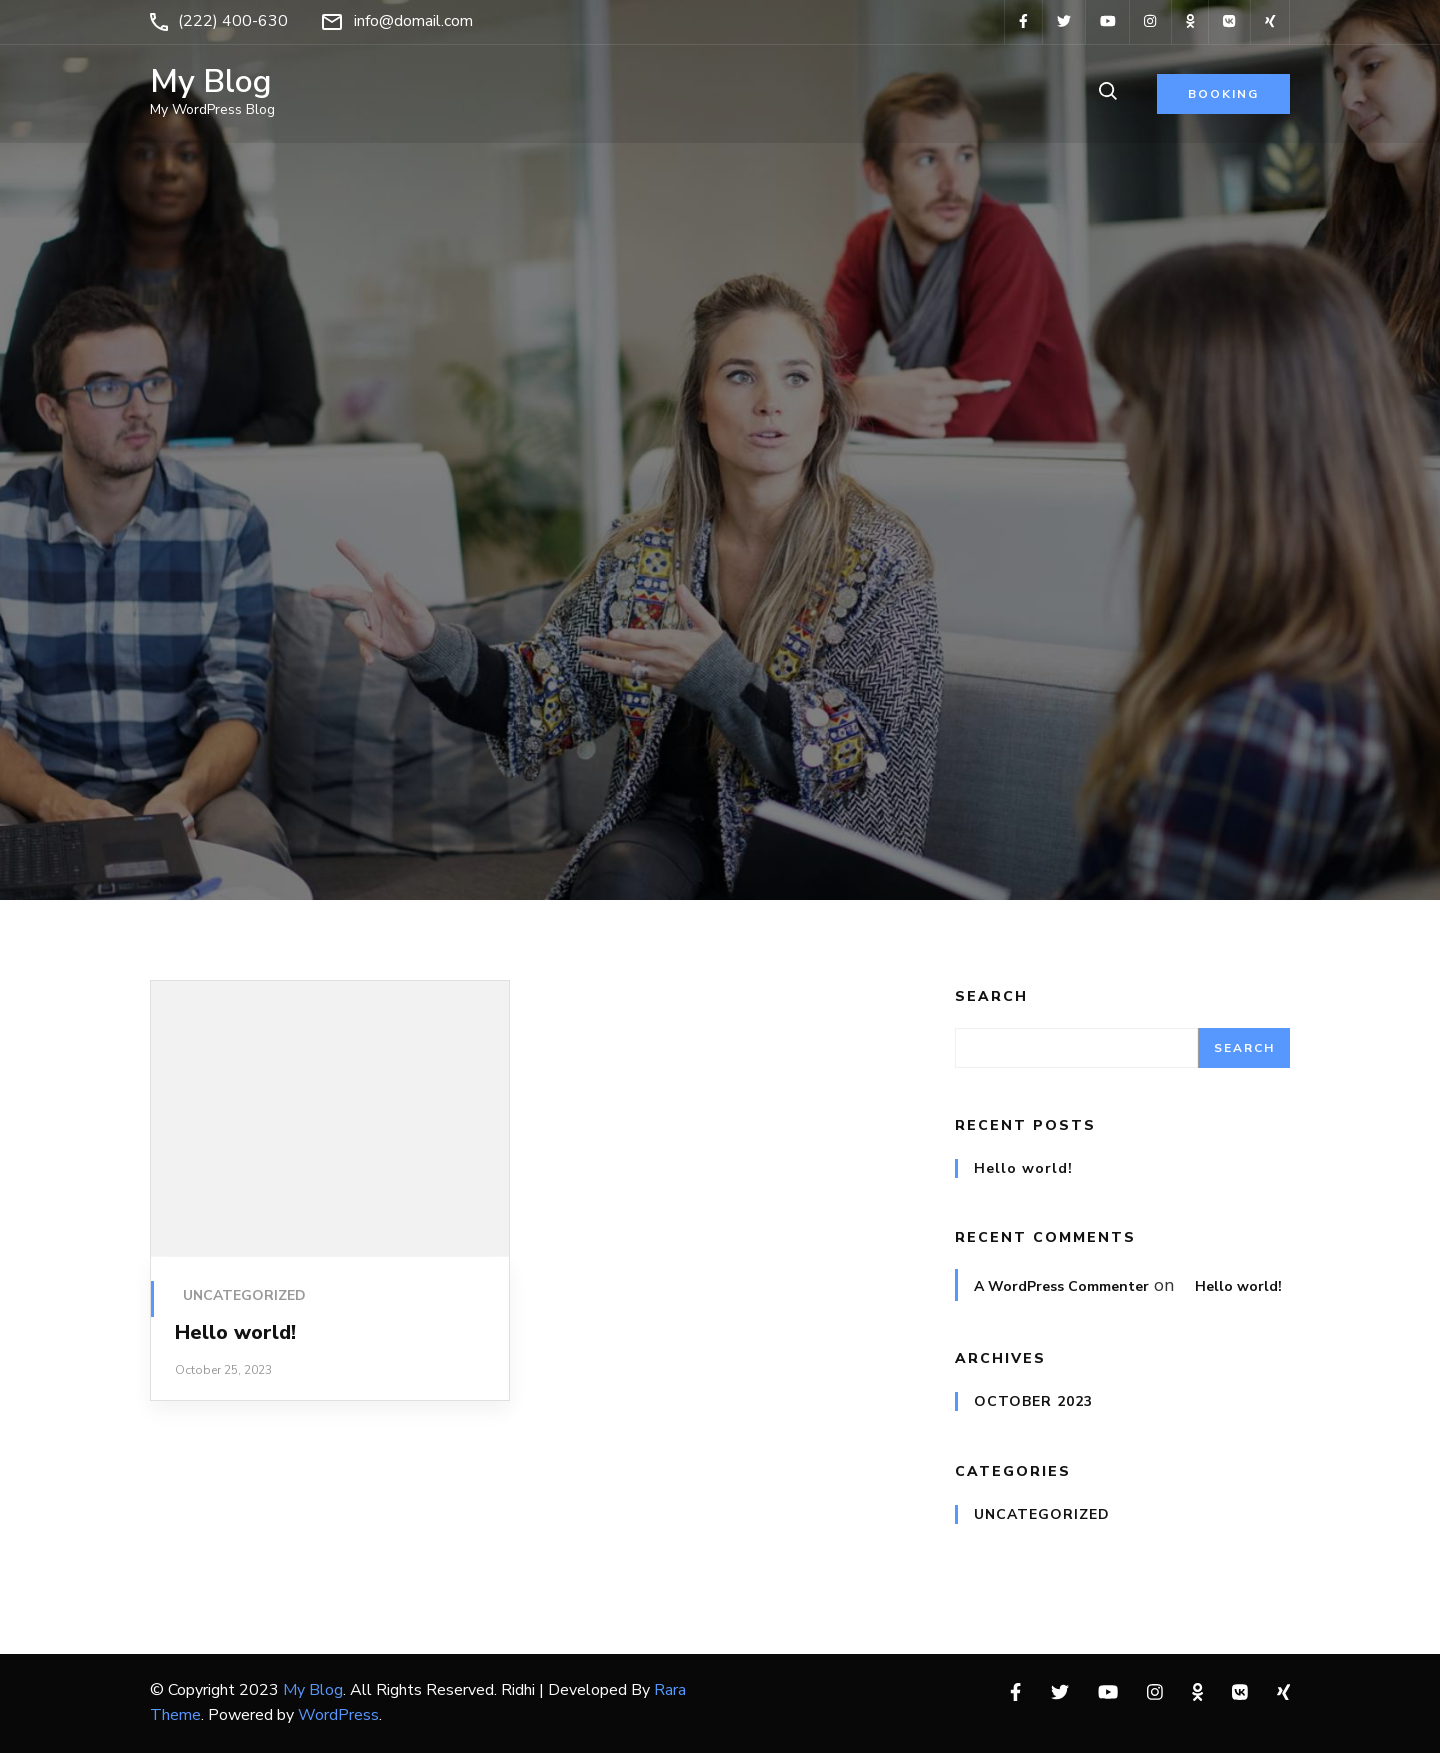 (222) 400-630 info@domail.com
My Blog
My WordPress Blog
BOOKING
SEARCH
SEARCH
RECENT POSTS
Hello world!
RECENT COMMENTS
A WordPress Commenter on Hello world!
ARCHIVES
OCTOBER 2023
CATEGORIES
UNCATEGORIZED
UNCATEGORIZED
Hello world!
October 25, 2023
© Copyright 2023 My Blog. All Rights Reserved. Ridhi | Developed By Rara
Theme. Powered by WordPress.